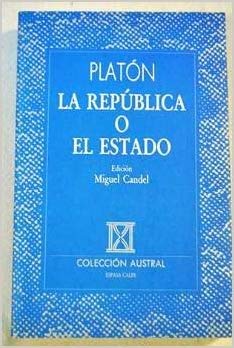 PLATÓN
LA REPÚBLICA
O
EL ESTADO
Edición
Miguel Candel
COLECCIÓN AUSTRAL
ESPASA CALPE